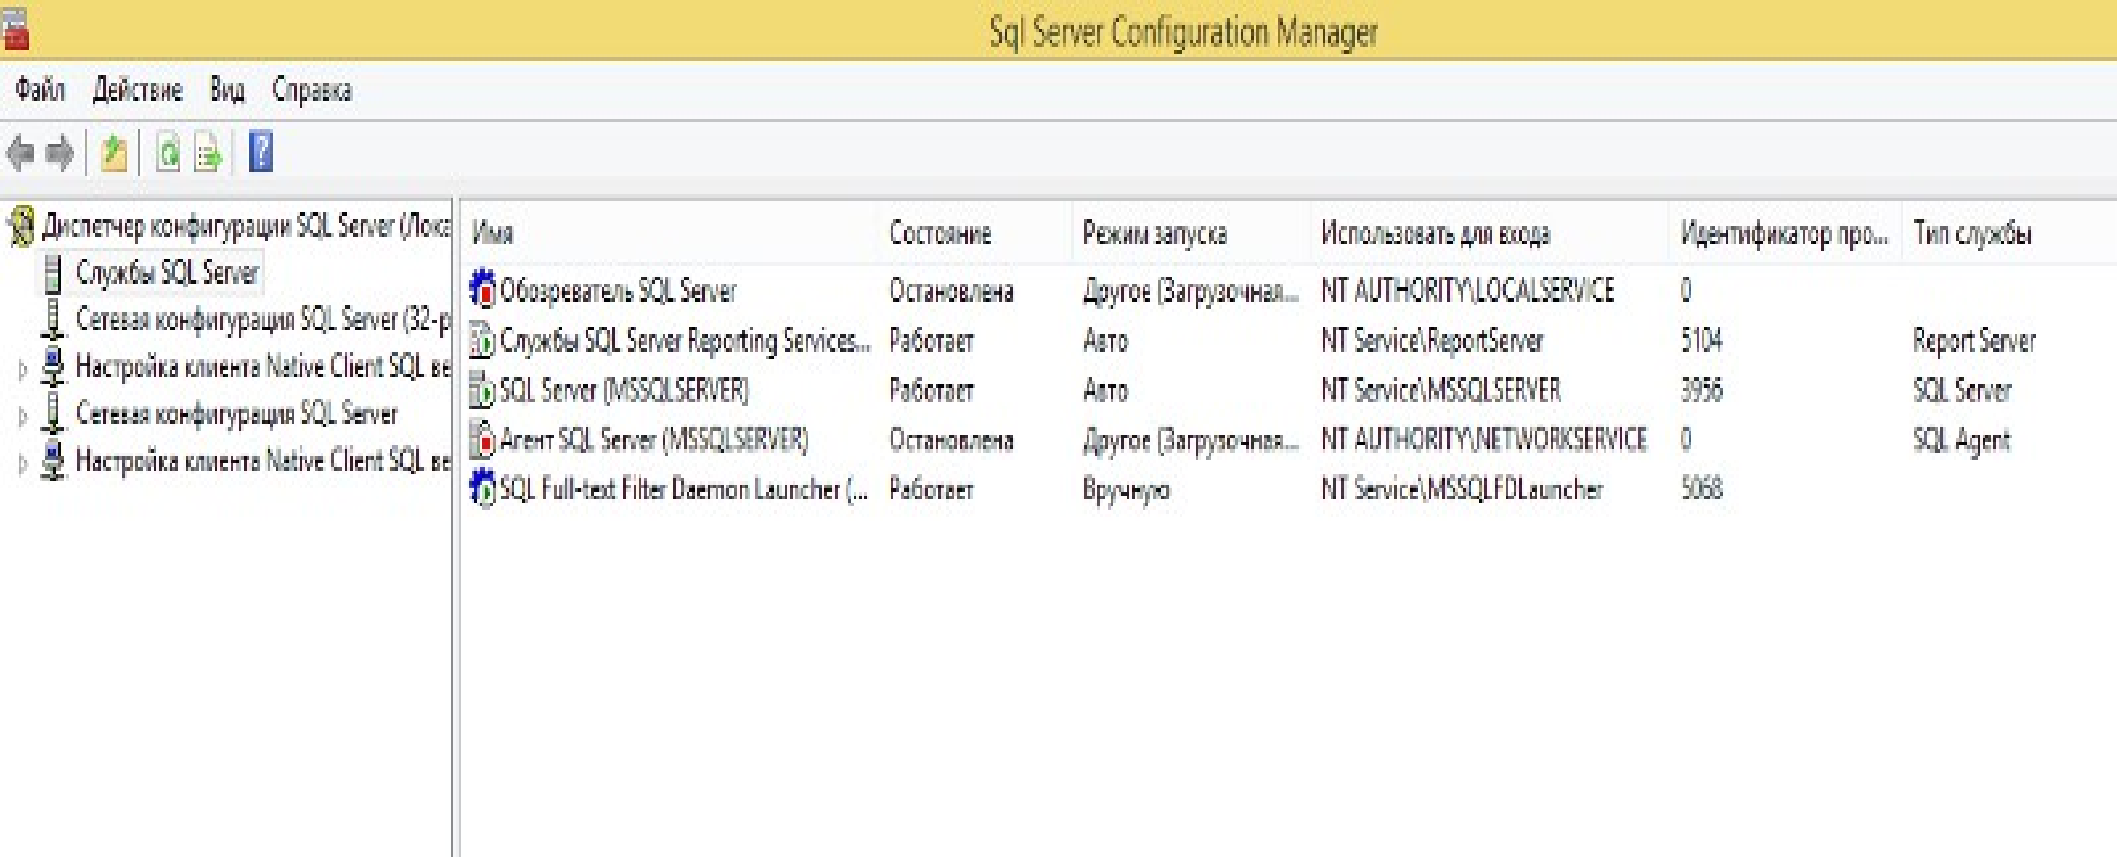 Sql Server Configuration Manager
Файл Действие Вид Справка
Диспетчер конфигурации SQL Server (Лока
Службы SQL Server
Сетевая конфигурация SQL Server (32-р
Настройка клиента Native Client SQL ве
Сетевая конфигурация SQL Server
Настройка клиента Native Client SQL ве
Имя Состояние Режим запуска Использовать для входа Идентификатор про... Тип службы
Обозреватель SQL Server Остановлена Другое (Загрузочная... NT AUTHORITY\LOCALSERVICE 0
Службы SQL Server Reporting Services... Работает Авто NT Service\ReportServer 5104 Report Server
SQL Server (MSSQLSERVER) Работает Авто NT Service\MSSQLSERVER 3956 SQL Server
Агент SQL Server (MSSQLSERVER) Остановлена Другое (Загрузочная... NT AUTHORITY\NETWORKSERVICE 0 SQL Agent
SQL Full-text Filter Daemon Launcher (... Работает Вручную NT Service\MSSQLFDLauncher 5068